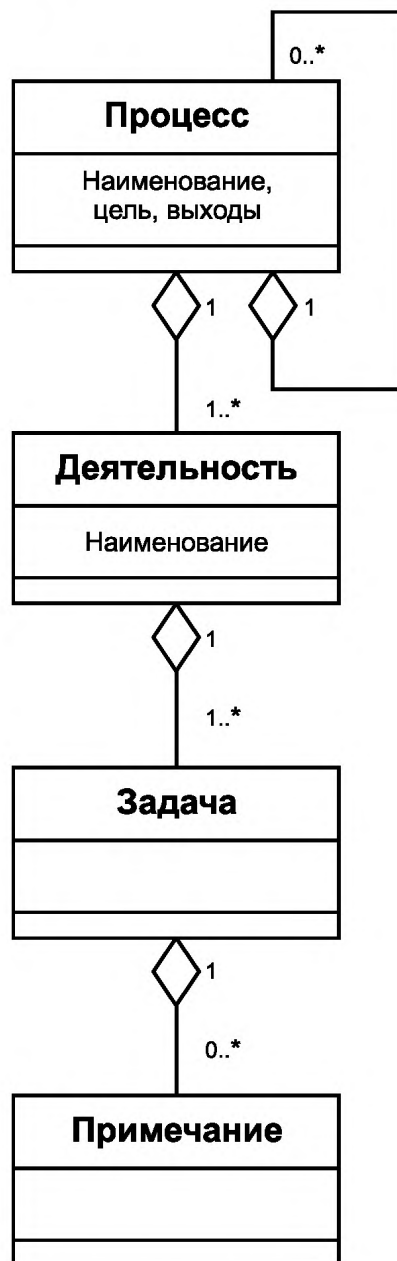 0..*
Процесс
Наименование,
цель, выходы
1
1
1..*
Деятельность
Наименование
1
1..*
Задача
1
0..*
Примечание